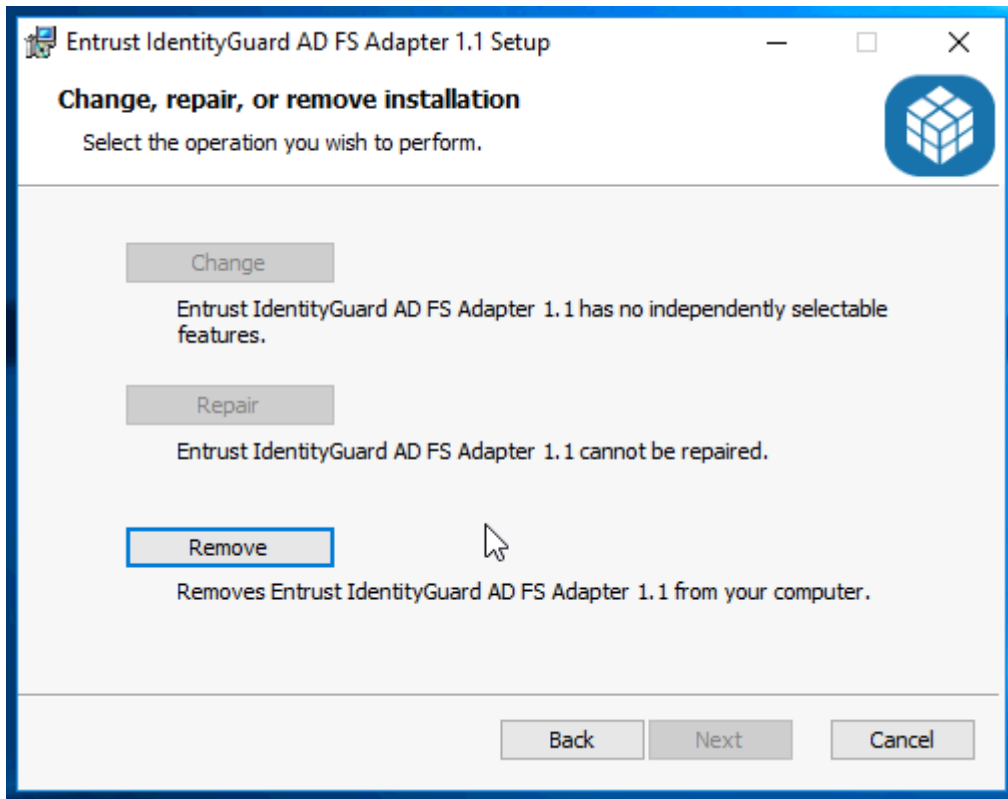 Entrust IdentityGuard AD FS Adapter 1.1 Setup
Change, repair, or remove installation
Select the operation you wish to perform.
Change
Entrust IdentityGuard AD FS Adapter 1.1 has no independently selectable
features.
Repair
Entrust IdentityGuard AD FS Adapter 1.1 cannot be repaired.
Remove
Removes Entrust IdentityGuard AD FS Adapter 1.1 from your computer.
Back Next Cancel